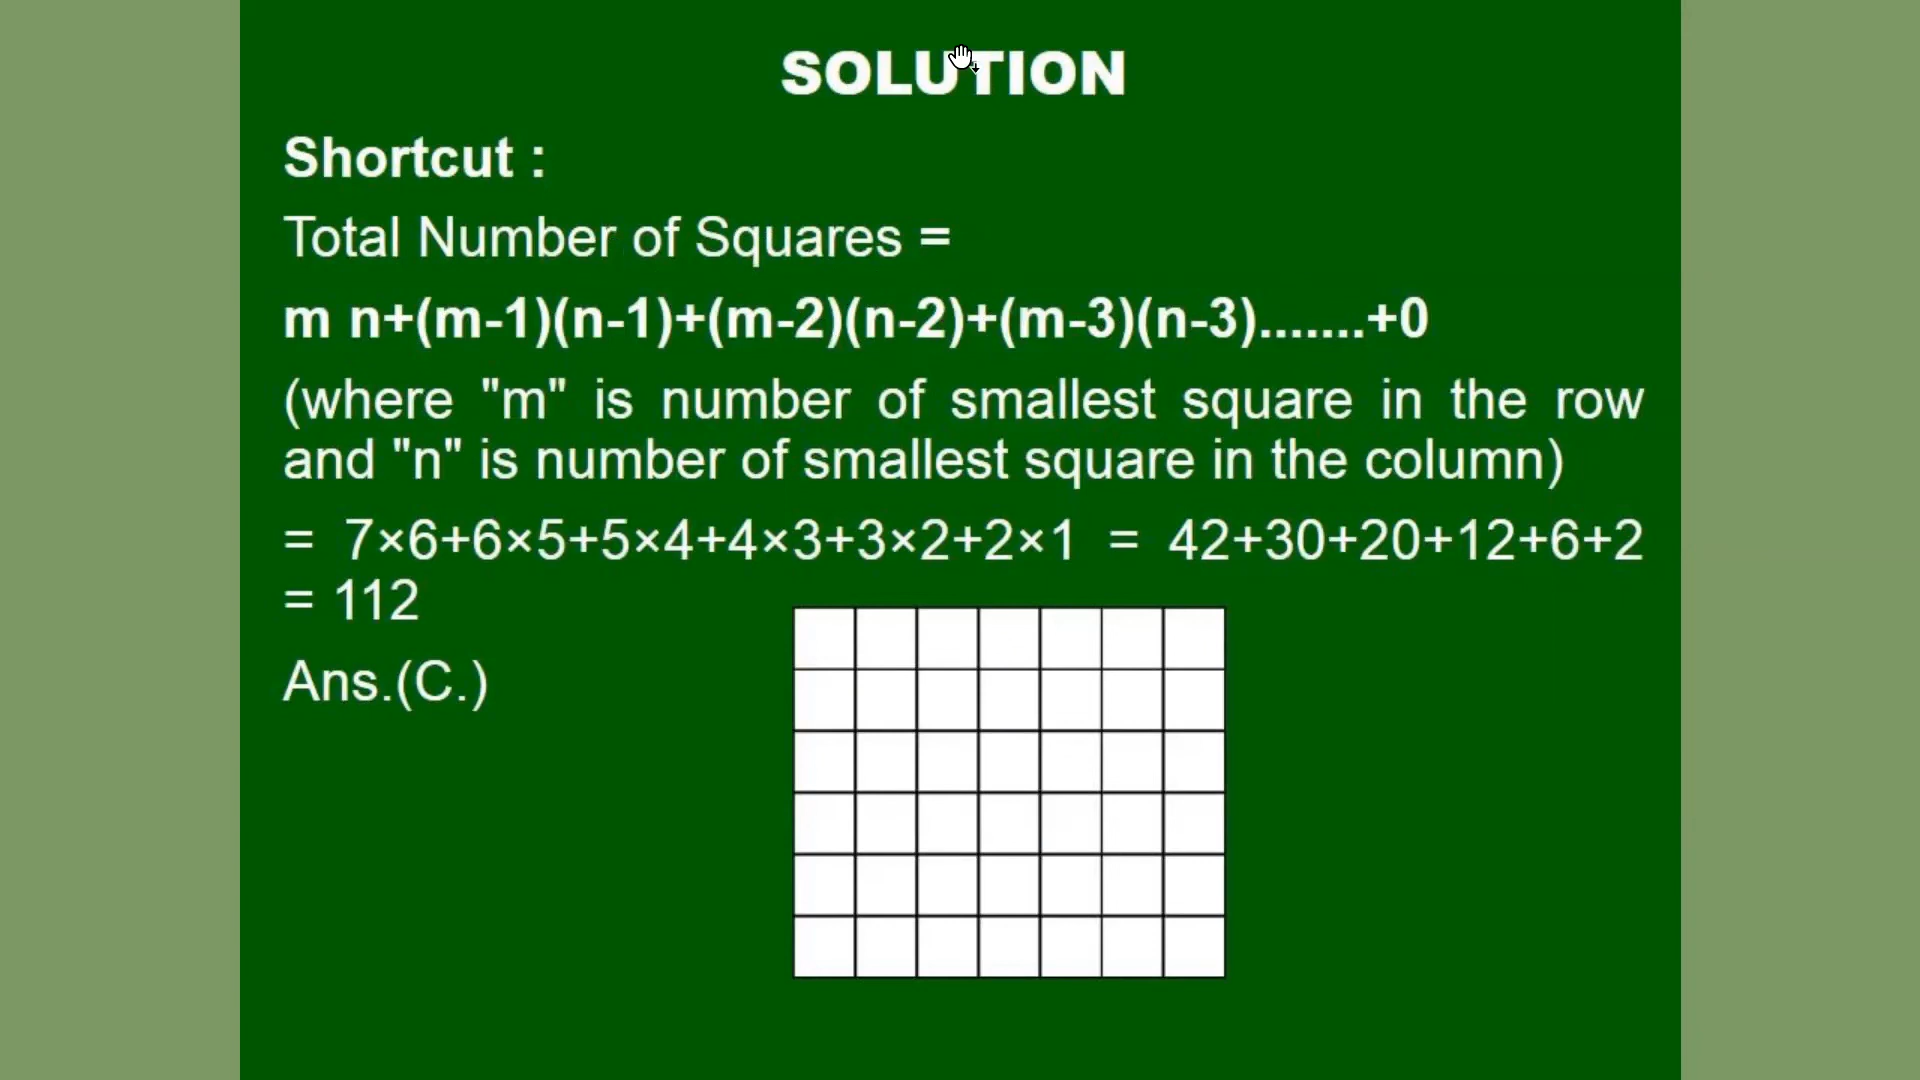 SOLUTION
Shortcut :
Total Number of Squares =
m n+(m-1)(n-1)+(m-2)(n-2)+(m-3)(n-3).......+0
(where "m" is number of smallest square in the row
and "n" is number of smallest square in the column)
= 7×6+6×5+5×4+4×3+3×2+2×1 = 42+30+20+12+6+2
= 112
Ans.(C.)